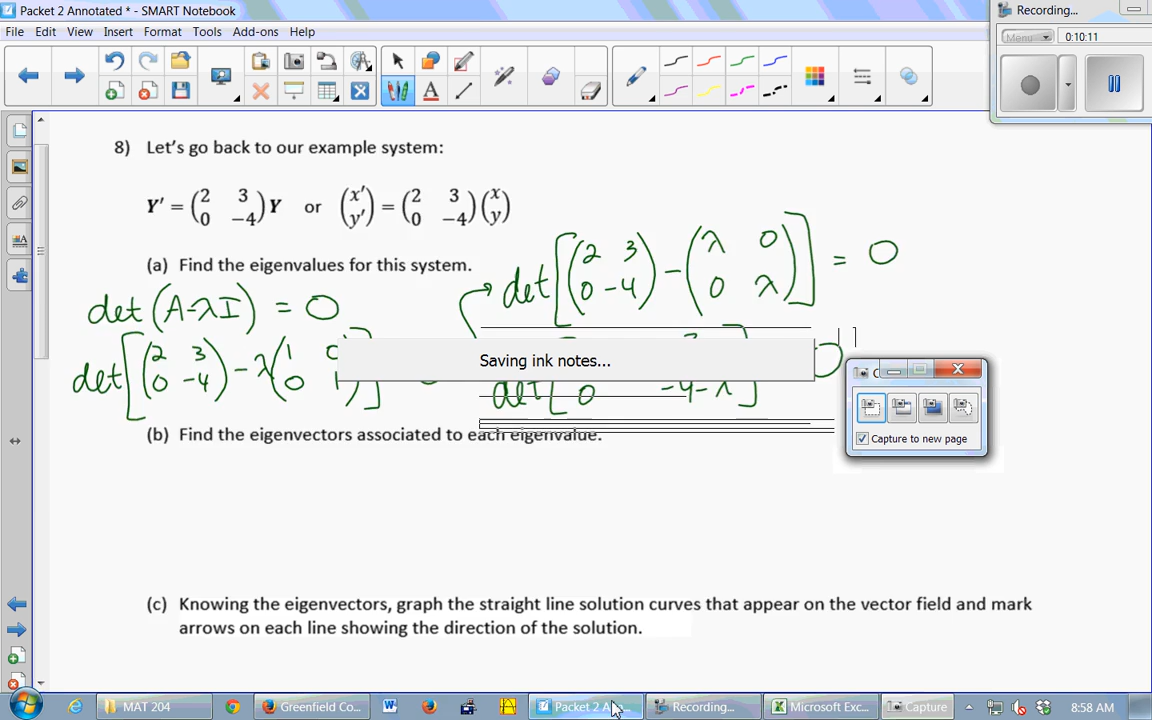 Packet 2 Annotated * - SMART Notebook
Recording...
File Edit View Insert Format Tools Add-ons Help
Menu 0:10:11
8) Let's go back to our example system:
Y' = (2 3 0 −4) Y or (x' y') = (2 3 0 −4) (x y)
(a) Find the eigenvalues for this system.
det[(2 3 0 -4) - (λ 0 0 λ)] = 0
det(A-λI) = 0
det[(2 3 0 -4) - λ(1 0 0 1)]
Saving ink notes...
det[0 -4-λ]
Capture to new page
(b) Find the eigenvectors associated to each eigenvalue.
(c) Knowing the eigenvectors, graph the straight line solution curves that appear on the vector field and mark
arrows on each line showing the direction of the solution.
MAT 204 Greenfield Co... Packet 2 An... Recording... Microsoft Exc... Capture 8:58 AM